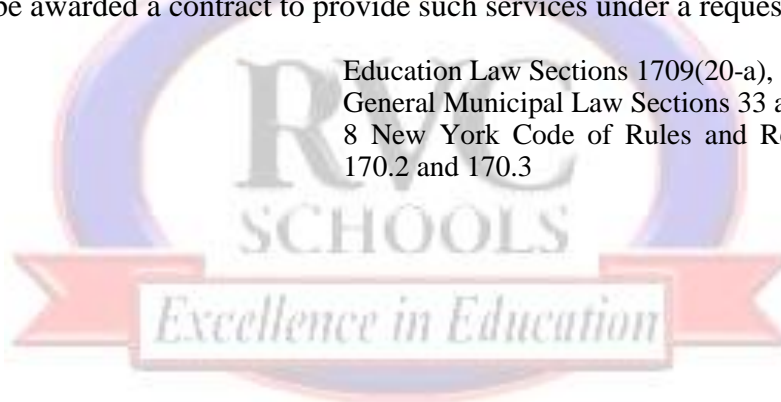 be awarded a contract to provide such services under a reques
Education Law Sections 1709(20-a),
General Municipal Law Sections 33 a
8 New York Code of Rules and Re
170.2 and 170.3
RVC
SCHOOLS
Excellence in Education